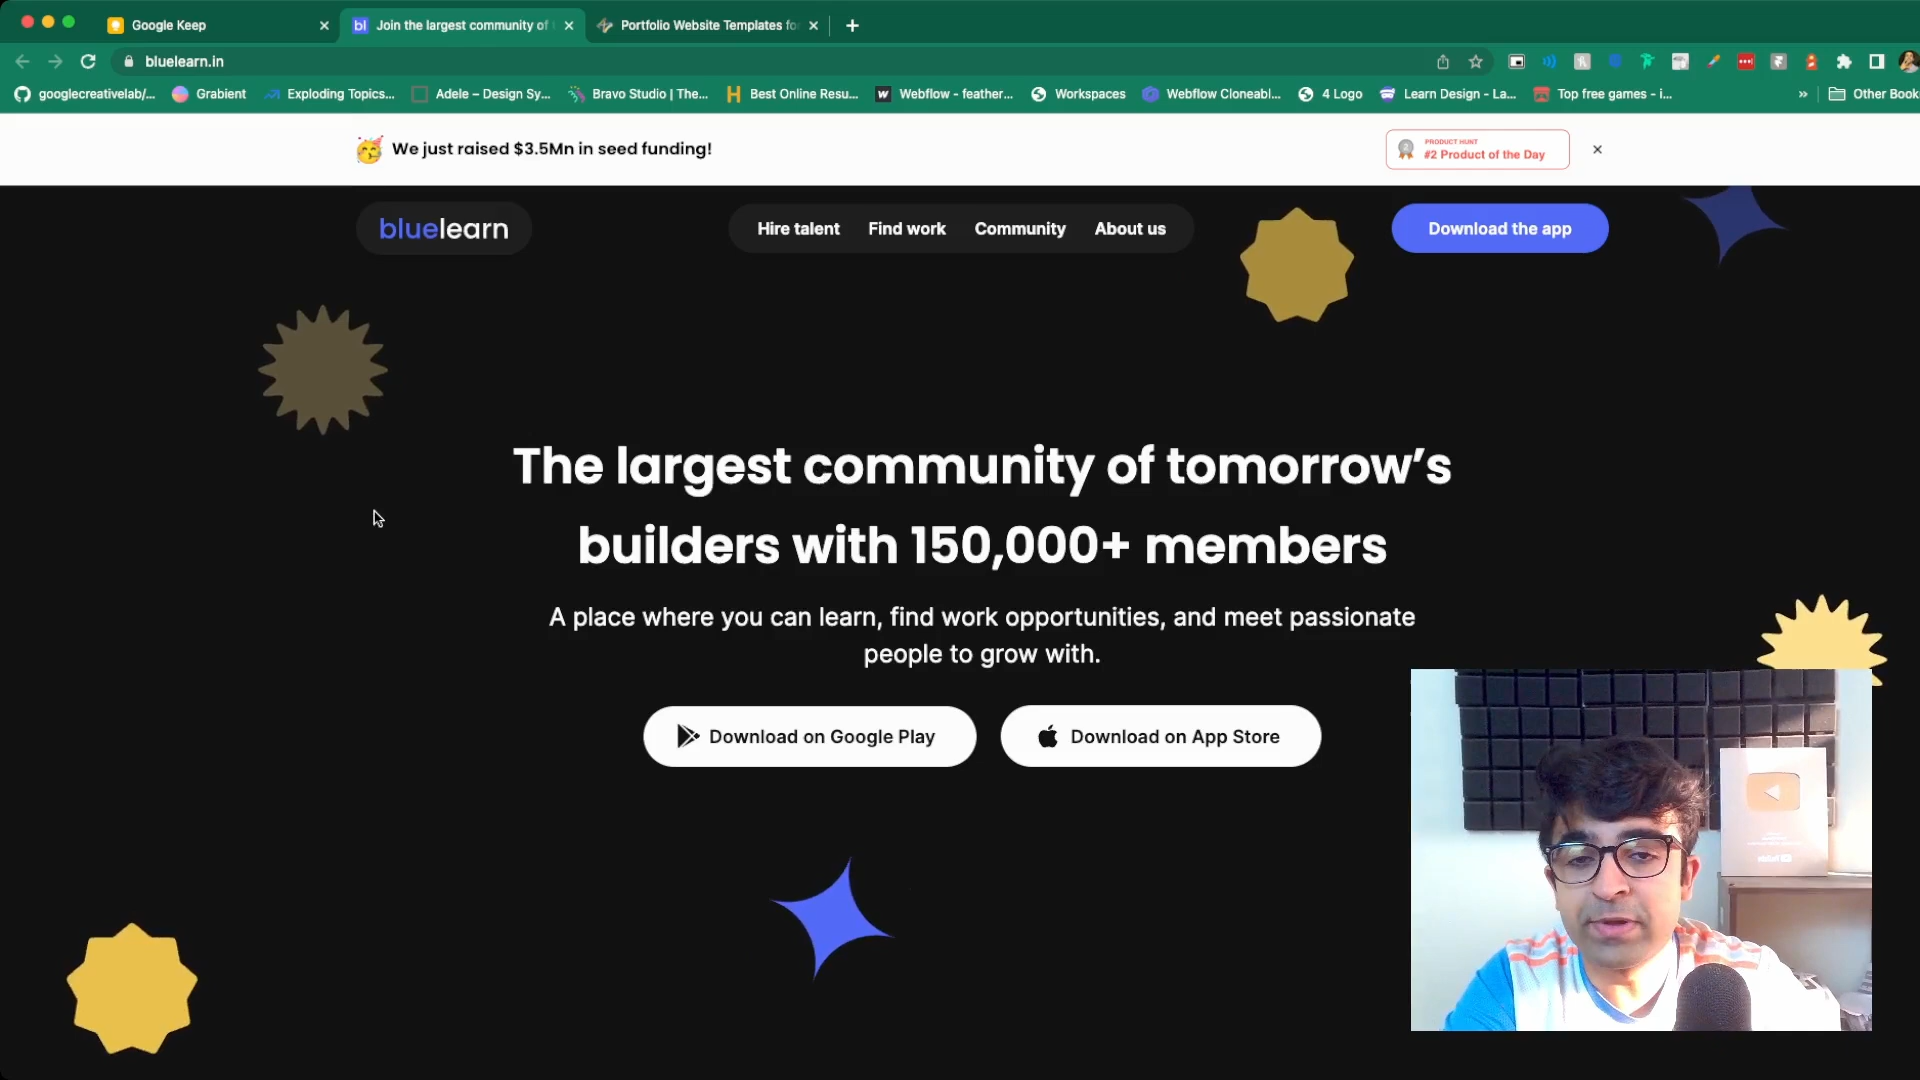 Google Keep
bl Join the largest community of
Portfolio Website Templates fo
bluelearn.in
googlecreativelab/...
Grabient
Exploding Topics...
Adele – Design Sy...
Bravo Studio | The...
Best Online Resu...
Webflow - feather...
Workspaces
Webflow Cloneabl...
4 Logo
Learn Design - La...
Top free games - i...
»
Other Book
We just raised $3.5Mn in seed funding!
PRODUCT HUNT
#2 Product of the Day
bluelearn
Hire talent
Find work
Community
About us
Download the app
The largest community of tomorrow’s
builders with 150,000+ members
A place where you can learn, find work opportunities, and meet passionate
people to grow with.
Download on Google Play
Download on App Store